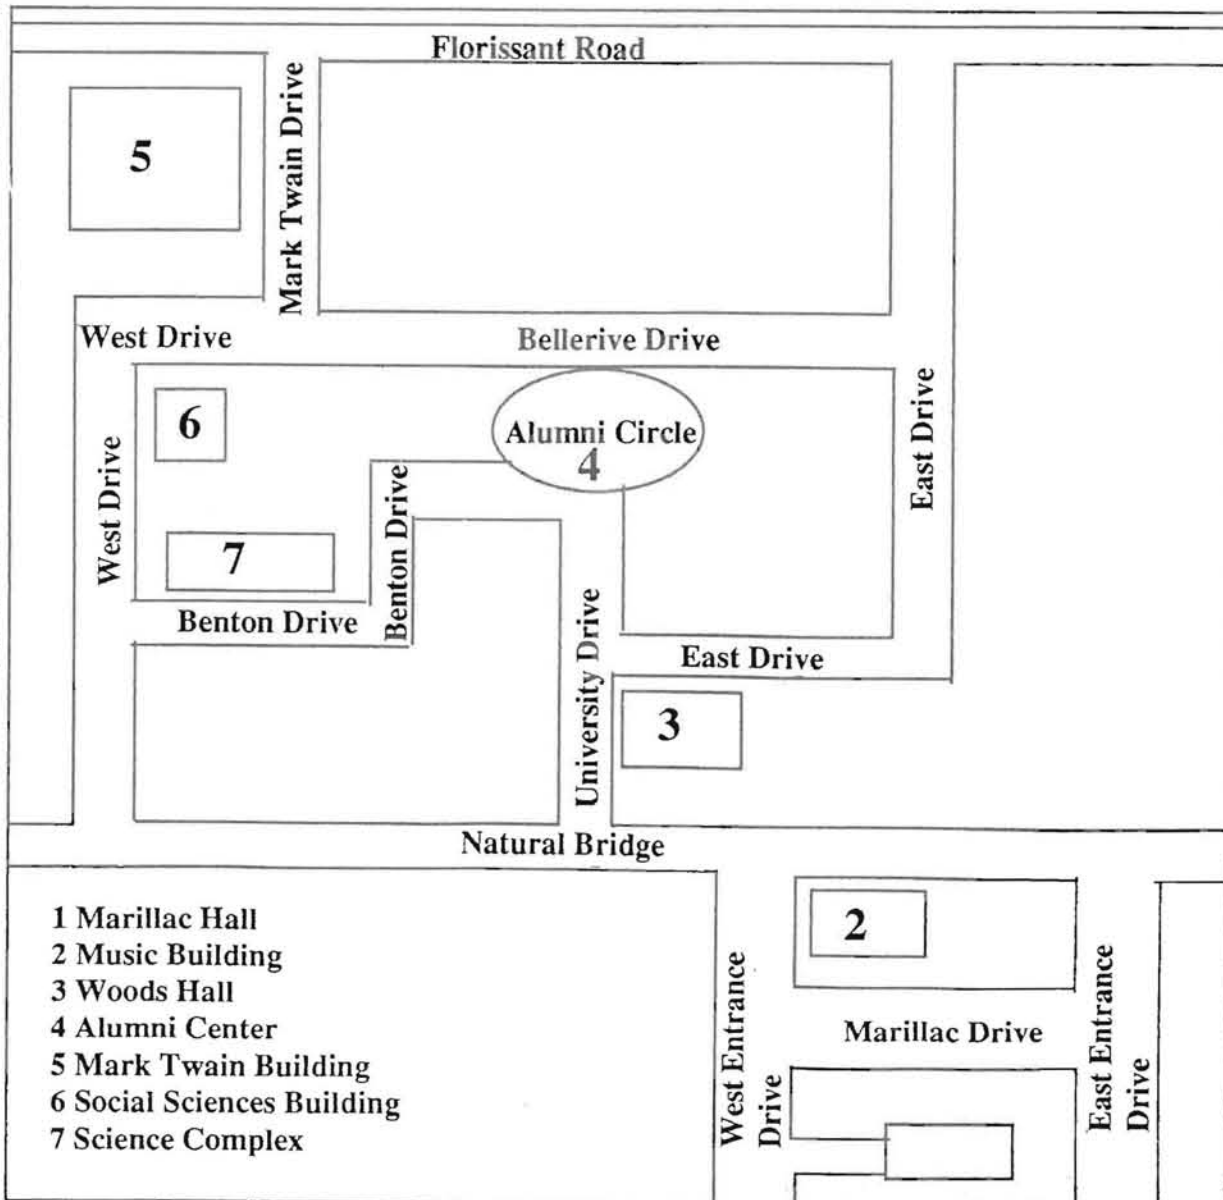 Florissant Road
Mark Twain Drive
5
West Drive
Bellerive Drive
6
Alumni Circle
4
East Drive
West Drive
7
Benton Drive
Benton Drive
University Drive
East Drive
3
Natural Bridge
1 Marillac Hall
2 Music Building
3 Woods Hall
4 Alumni Center
5 Mark Twain Building
6 Social Sciences Building
7 Science Complex
2
West Entrance
Drive
Marillac Drive
East Entrance
Drive